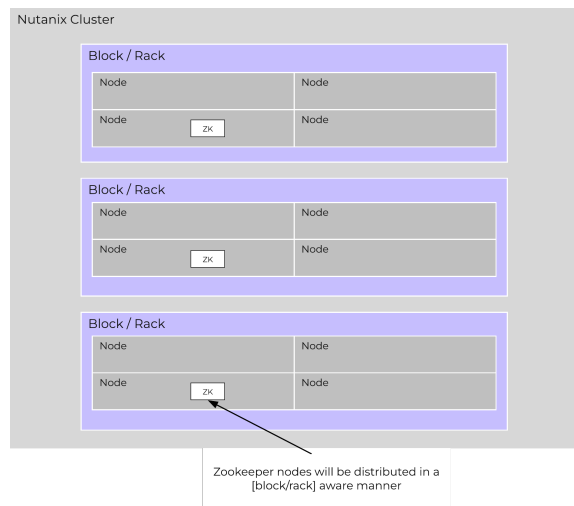 Nutanix Cluster
Block / Rack
Node
Node
Node
ZK
Node
Block / Rack
Node
Node
Node
ZK
Node
Block / Rack
Node
Node
Node
ZK
Node
Zookeeper nodes will be distributed in a
[block/rack] aware manner